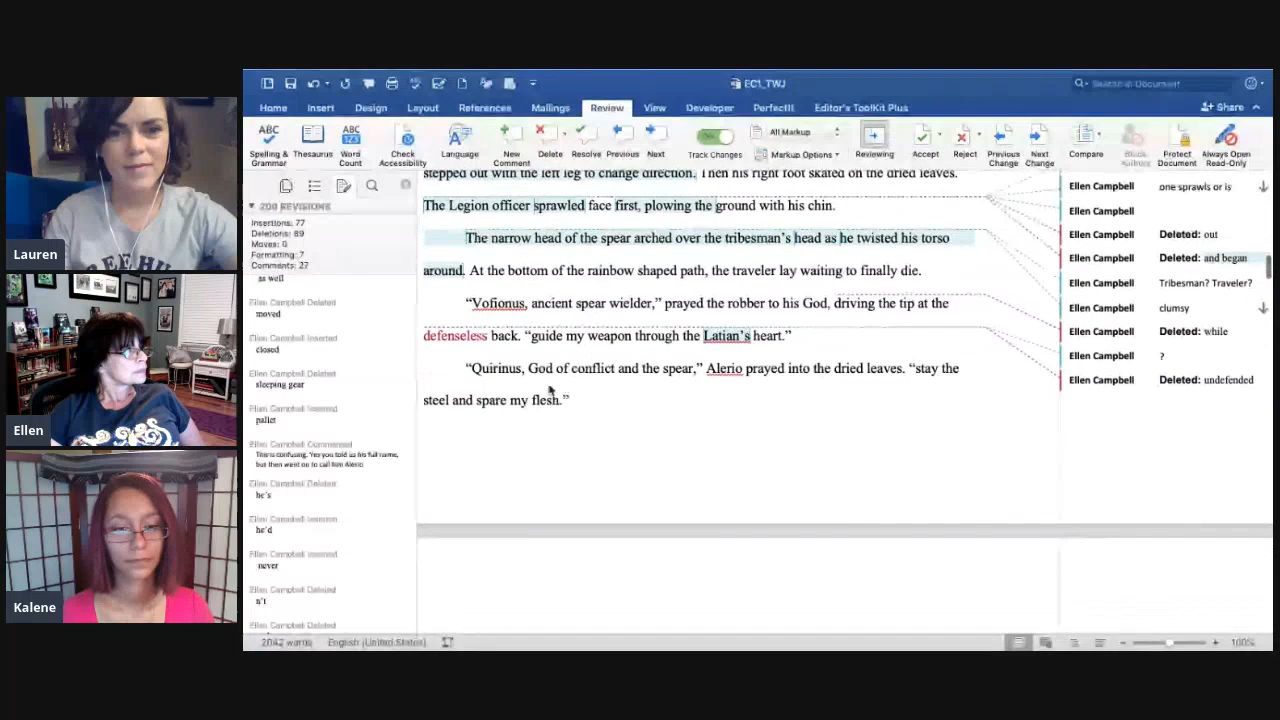 Lauren
Ellen
Kalene
EC1_TWJ
Search in Document
Home Insert Design Layout References Mailings Review View Developer PerfectIt Editor's ToolKit Plus
Share
ABC
ABC
123
Spelling & Grammar
Thesaurus
Word Count
Check Accessibility
Language
New Comment
Delete
Resolve
Previous
Next
Track Changes
All Markup
Markup Options
Reviewing
Accept
Reject
Previous Change
Next Change
Compare
Block Authors
Protect Document
Always Open Read-Only
200 REVISIONS
Insertions: 77
Deletions: 89
Moves: 0
Formatting: 7
Comments: 27
as well
Ellen Campbell Deleted
moved
Ellen Campbell Inserted
closed
Ellen Campbell Deleted
sleeping gear
Ellen Campbell Inserted
pallet
Ellen Campbell Commented
This is confusing. Yes you told us his full name,
but then went on to call him Alerio
Ellen Campbell Deleted
he's
Ellen Campbell Inserted
he'd
Ellen Campbell Inserted
never
Ellen Campbell Deleted
n't
Ellen Campbell Deleted
stepped out with the left leg to change direction. Then his right foot skated on the dried leaves.
The Legion officer sprawled face first, plowing the ground with his chin.
The narrow head of the spear arched over the tribesman's head as he twisted his torso
around. At the bottom of the rainbow shaped path, the traveler lay waiting to finally die.
“Vofionus, ancient spear wielder,” prayed the robber to his God, driving the tip at the
defenseless back. “guide my weapon through the Latian's heart.”
“Quirinus, God of conflict and the spear,” Alerio prayed into the dried leaves. “stay the
steel and spare my flesh.”
Ellen Campbell one sprawls or is
Ellen Campbell
Ellen Campbell Deleted: out
Ellen Campbell Deleted: and began
Ellen Campbell Tribesman? Traveler?
Ellen Campbell clumsy
Ellen Campbell Deleted: while
Ellen Campbell ?
Ellen Campbell Deleted: undefended
2042 words English (United States)
100%